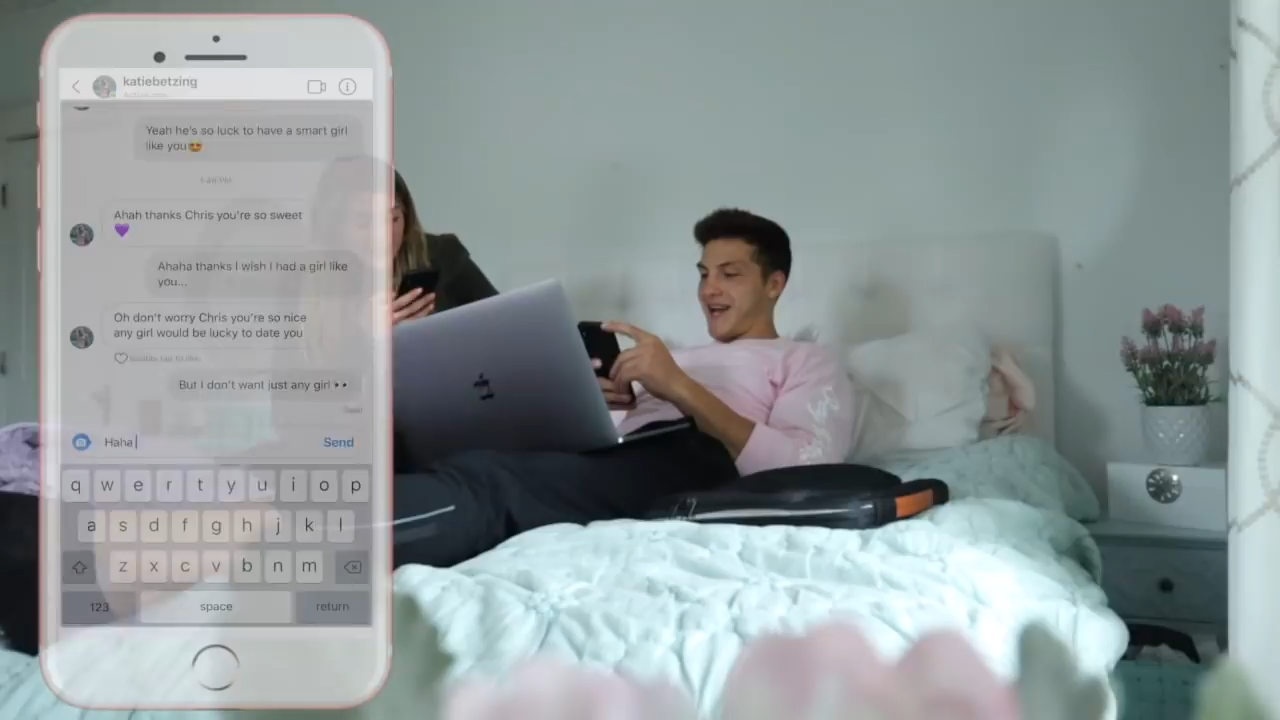 katiebetzing
Yeah he's so luck to have a smart girl
like you😍
Ahah thanks Chris you're so sweet
💜
Ahaha thanks I wish I had a girl like
you...
Oh don't worry Chris you're so nice
any girl would be lucky to date you
But I don't want just any girl 👀
Haha
Send
q w e r t y u i o p
a s d f g h j k l
z x c v b n m
123 space return